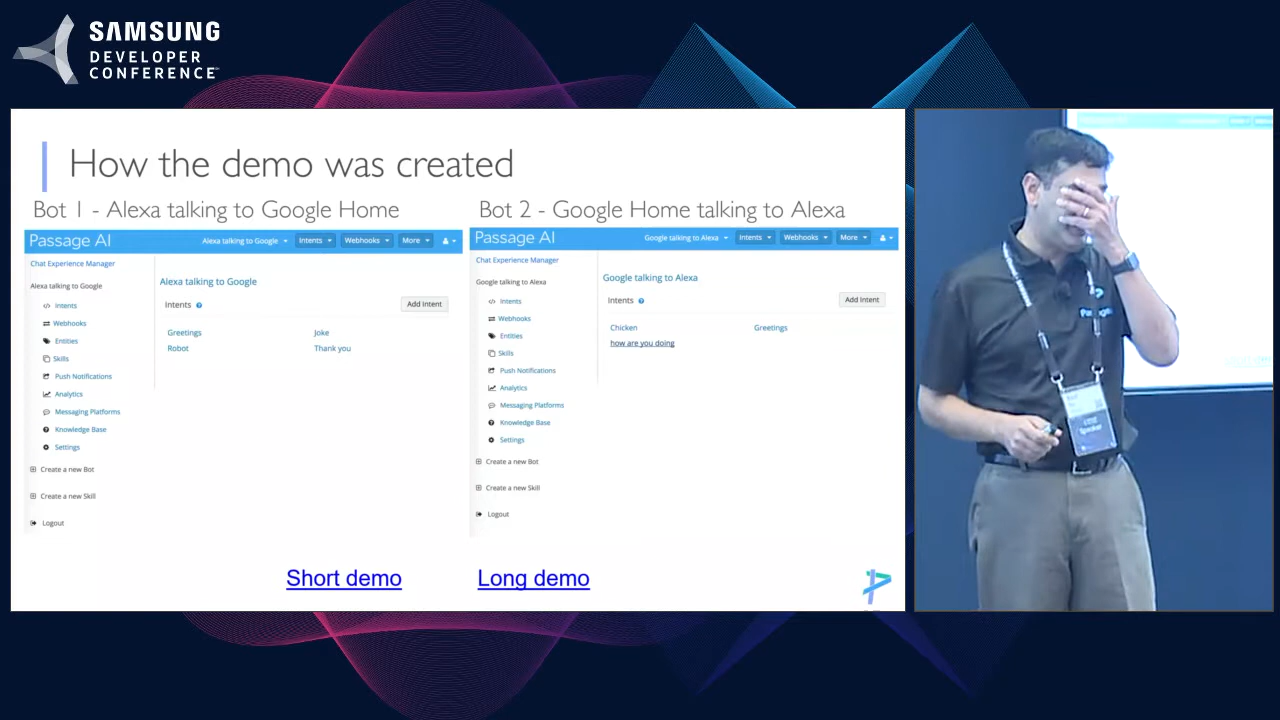 SAMSUNG
DEVELOPER
CONFERENCE
How the demo was created
Bot 1 - Alexa talking to Google Home
Passage AI
Alexa talking to Google
Intents
Webhooks
More
Chat Experience Manager
Alexa talking to Google
Intents
Webhooks
Entities
Skills
Push Notifications
Analytics
Messaging Platforms
Knowledge Base
Settings
Create a new Bot
Create a new Skill
Logout
Alexa talking to Google
Intents
Add Intent
Greetings
Joke
Robot
Thank you
Bot 2 - Google Home talking to Alexa
Passage AI
Google talking to Alexa
Intents
Webhooks
More
Chat Experience Manager
Google talking to Alexa
Intents
Webhooks
Entities
Skills
Push Notifications
Analytics
Messaging Platforms
Knowledge Base
Settings
Create a new Bot
Create a new Skill
Logout
Google talking to Alexa
Intents
Add Intent
Chicken
Greetings
how are you doing
Short demo
Long demo
Speaker